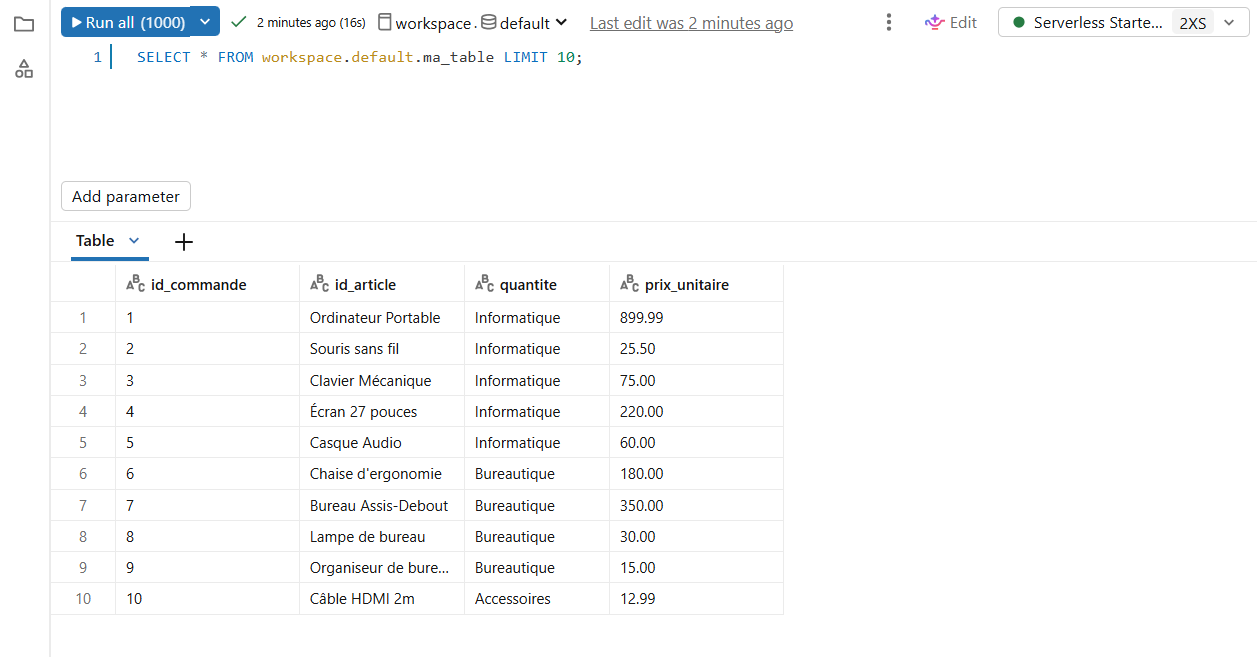 Run all (1000) 2 minutes ago (16s) workspace. default Last edit was 2 minutes ago Edit Serverless Starte... 2XS
1 SELECT * FROM workspace.default.ma_table LIMIT 10;
Add parameter
Table +
ABC id_commande ABC id_article ABC quantite ABC prix_unitaire
1 1 Ordinateur Portable Informatique 899.99
2 2 Souris sans fil Informatique 25.50
3 3 Clavier Mécanique Informatique 75.00
4 4 Écran 27 pouces Informatique 220.00
5 5 Casque Audio Informatique 60.00
6 6 Chaise d'ergonomie Bureautique 180.00
7 7 Bureau Assis-Debout Bureautique 350.00
8 8 Lampe de bureau Bureautique 30.00
9 9 Organiseur de bure... Bureautique 15.00
10 10 Câble HDMI 2m Accessoires 12.99